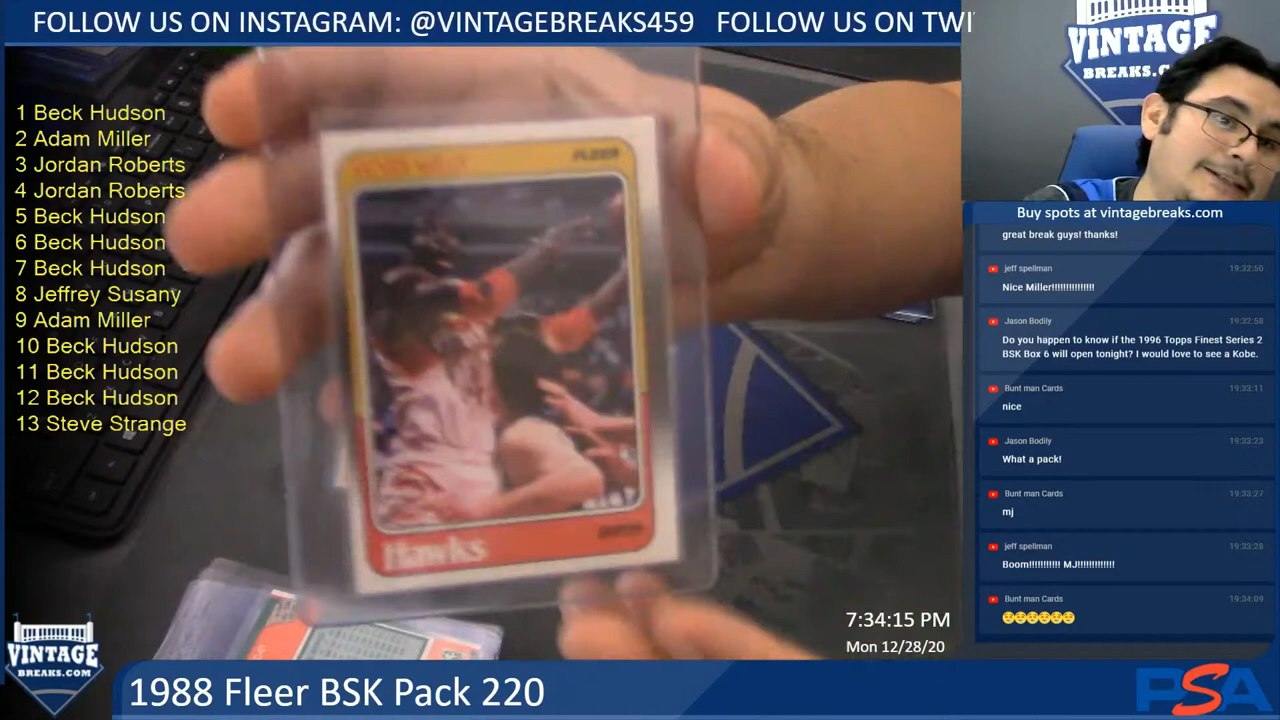 FOLLOW US ON INSTAGRAM: @VINTAGEBREAKS459 FOLLOW US ON TWI
1 Beck Hudson
2 Adam Miller
3 Jordan Roberts
4 Jordan Roberts
5 Beck Hudson
6 Beck Hudson
7 Beck Hudson
8 Jeffrey Susany
9 Adam Miller
10 Beck Hudson
11 Beck Hudson
12 Beck Hudson
13 Steve Strange
FLEER
Hawks
VINTAGE
BREAKS.C
Buy spots at vintagebreaks.com
great break guys! thanks!
jeff spellman 19:32:50
Nice Miller!!!!!!!!!!!!!!!
Jason Bodily 19:32:58
Do you happen to know if the 1996 Topps Finest Series 2
BSK Box 6 will open tonight? I would love to see a Kobe.
Bunt man Cards 19:33:11
nice
Jason Bodily 19:33:23
What a pack!
Bunt man Cards 19:33:27
mj
jeff spellman 19:33:28
Boom!!!!!!!!!!! MJ!!!!!!!!!!!!!
Bunt man Cards 19:34:09
7:34:15 PM
Mon 12/28/20
VINTAGE
BREAKS.COM
1988 Fleer BSK Pack 220
PSA